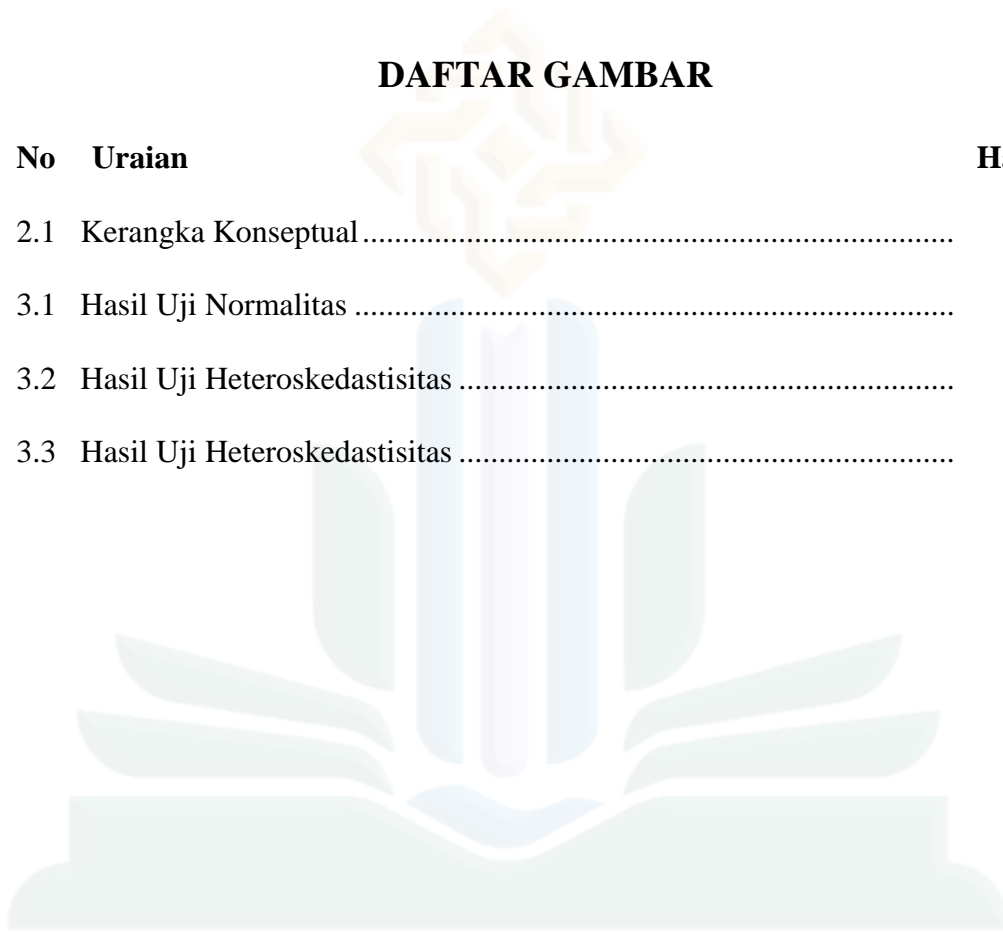 DAFTAR GAMBAR
No Uraian
2.1 Kerangka Konseptual...............................................................................
3.1 Hasil Uji Normalitas ................................................................................
3.2 Hasil Uji Heteroskedastisitas ..................................................................
3.3 Hasil Uji Heteroskedastisitas ..................................................................